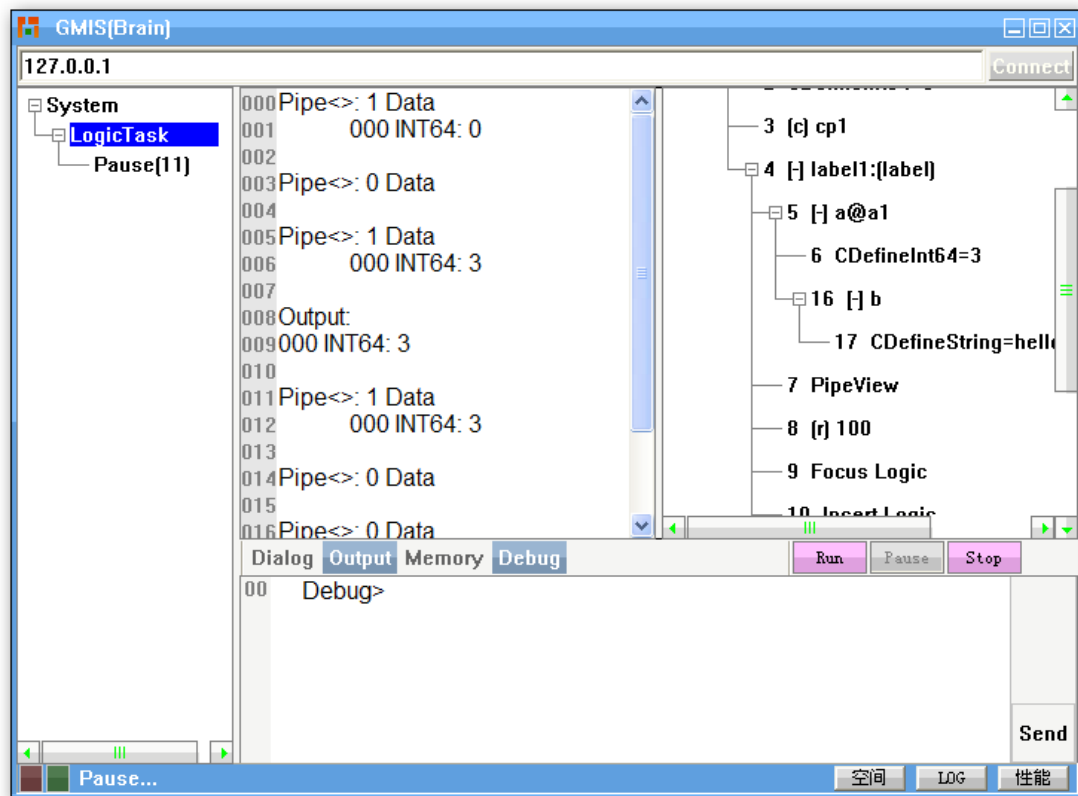 GMIS(Brain)
127.0.0.1
Connect
System
LogicTask
Pause(11)
000 Pipe<>: 1 Data
001 000 INT64: 0
002
003 Pipe<>: 0 Data
004
005 Pipe<>: 1 Data
006 000 INT64: 3
007
008 Output:
009 000 INT64: 3
010
011 Pipe<>: 1 Data
012 000 INT64: 3
013
014 Pipe<>: 0 Data
015
016 Pipe<>: 0 Data
3 (c) cp1
4 [-] label1:(label)
5 [-] a@a1
6 CDefineInt64=3
16 [-] b
17 CDefineString=hello
7 PipeView
8 (r) 100
9 Focus Logic
10 Insert Logic
Dialog Output Memory Debug
Run Pause Stop
00 Debug>
Send
Pause...
空间 LOG 性能